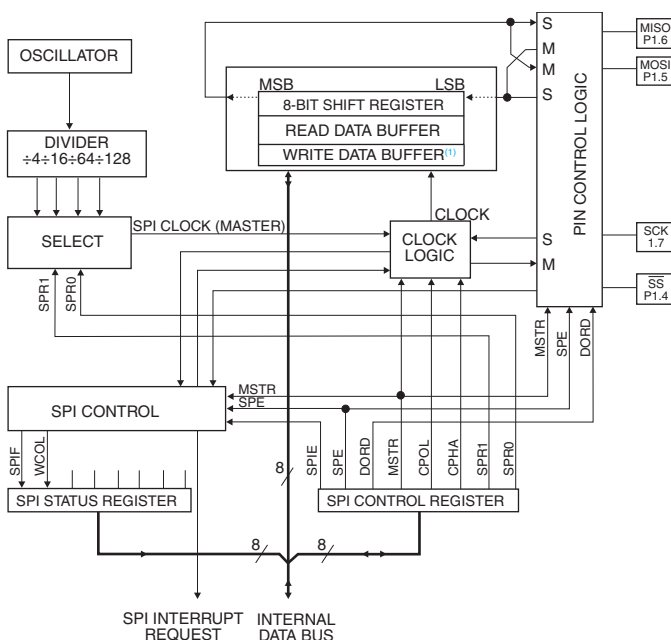 OSCILLATOR
DIVIDER
÷4÷16÷64÷128
SELECT
SPI CLOCK (MASTER)
SPR1
SPR0
MSB
LSB
8-BIT SHIFT REGISTER
READ DATA BUFFER
WRITE DATA BUFFER(1)
CLOCK
CLOCK
LOGIC
S
M
M
S
S
M
PIN CONTROL LOGIC
MISO
P1.6
MOSI
P1.5
SCK
1.7
SS
P1.4
MSTR
SPE
DORD
SPI CONTROL
MSTR
SPE
SPIF
WCOL
SPI STATUS REGISTER
SPIE
SPE
DORD
MSTR
CPOL
CPHA
SPR1
SPR0
SPI CONTROL REGISTER
8
8
8
SPI INTERRUPT
REQUEST
INTERNAL
DATA BUS